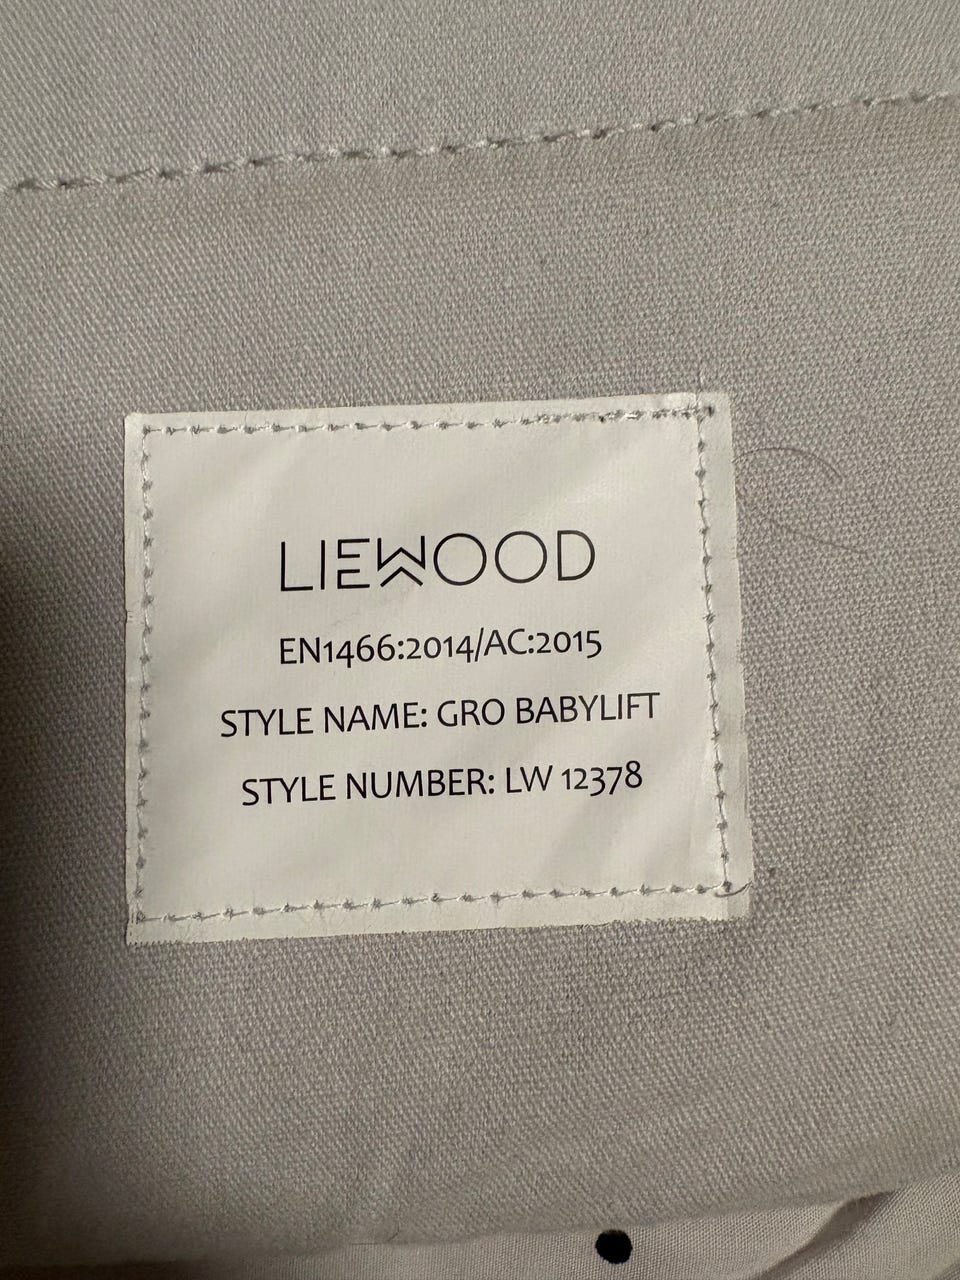 LIEWOOD
EN1466:2014/AC:2015
STYLE NAME: GRO BABYLIFT
STYLE NUMBER: LW 12378